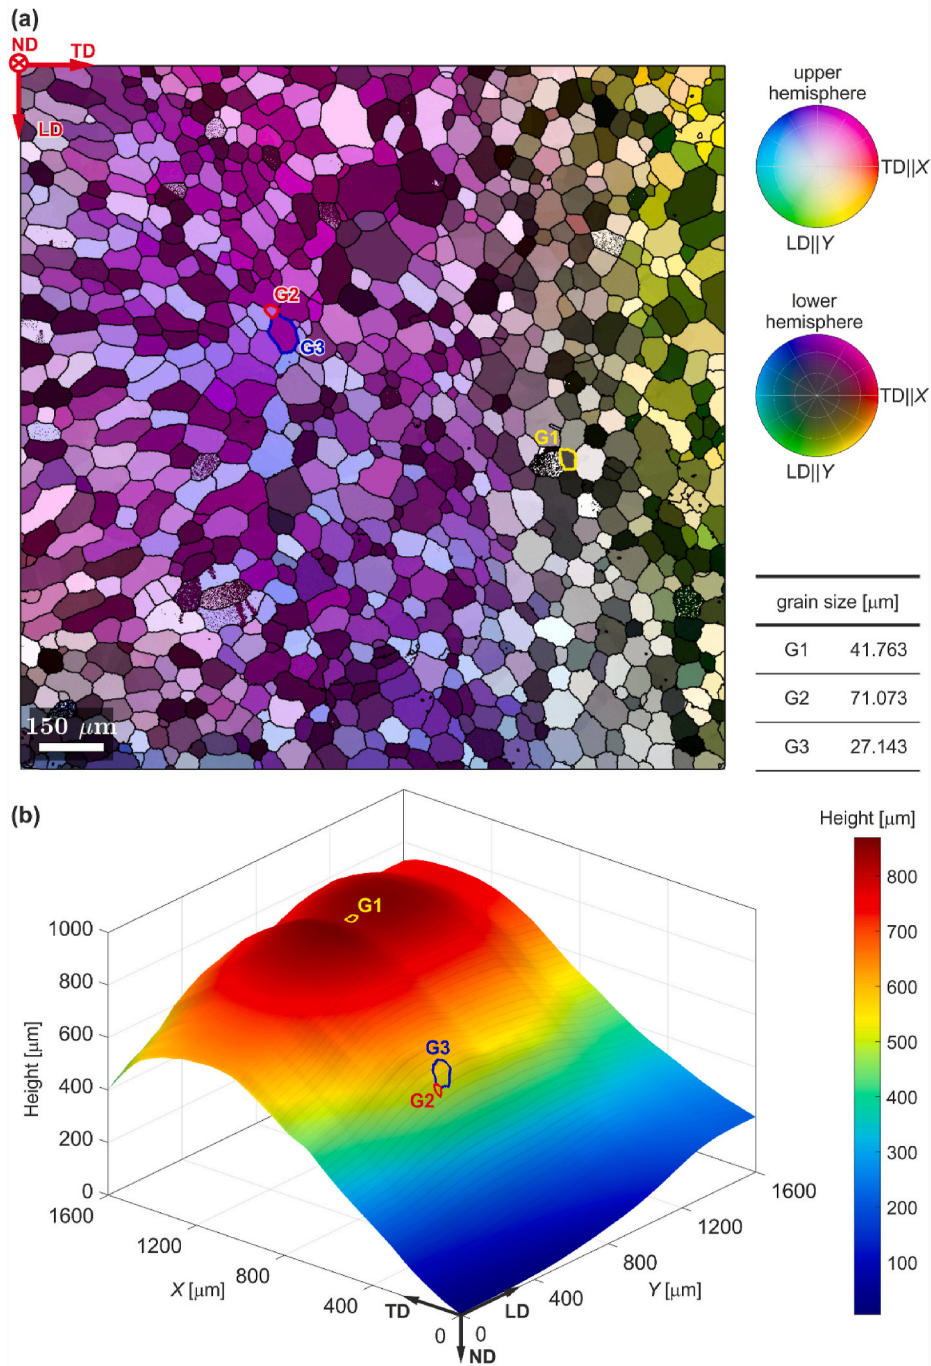 (a)
ND
TD
LD
upper
hemisphere
TD||X
LD||Y
lower
hemisphere
TD||X
LD||Y
G2
G3
G1
150 μm
grain size [μm]
G1 41.763
G2 71.073
G3 27.143
(b)
Height [μm]
800
700
600
500
400
300
200
100
G1
G3
G2
1000
800
600
400
200
0
Height [μm]
1600
1200
800
400
0
X [μm]
TD
LD
ND
0
400
800
1200
1600
Y [μm]